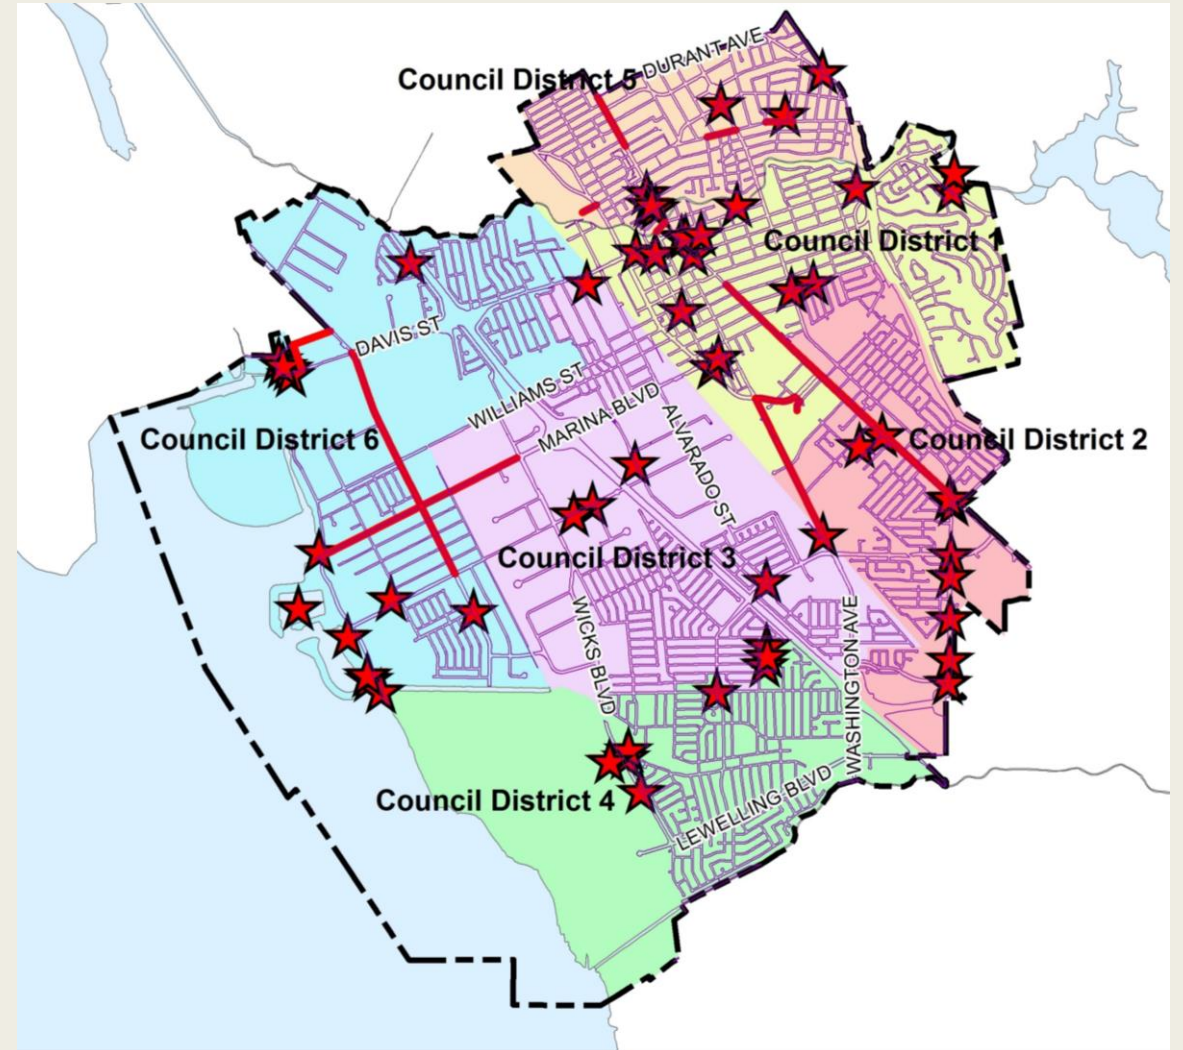 DURANT AVE
Council District 5
Council District 1
DAVIS ST
WILLIAMS ST
MARINA BLVD
ALVARADO ST
Council District 6
Council District 2
Council District 3
WICKS BLVD
WASHINGTON AVE
Council District 4
LEWELLING BLVD